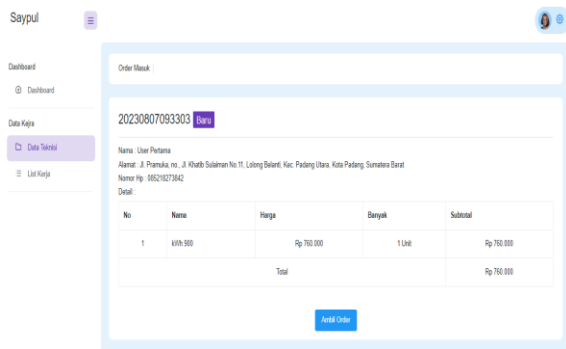 Saypul
Dashboard
Dashboard
Data Kejra
Data Teknisi
List Kerja
Order Masuk
20230807093303 Baru
Nama : User Pertama
Alamat : Jl. Pramuka, no., Jl. Khatib Sulaiman No.11, Lolong Belanti, Kec. Padang Utara, Kota Padang, Sumatera Barat
Nomor Hp : 085218273842
Detail :
No Nama Harga Banyak Subtotal
1 kWh 900 Rp 760.000 1 Unit Rp 760.000
Total Rp 760.000
Ambil Order